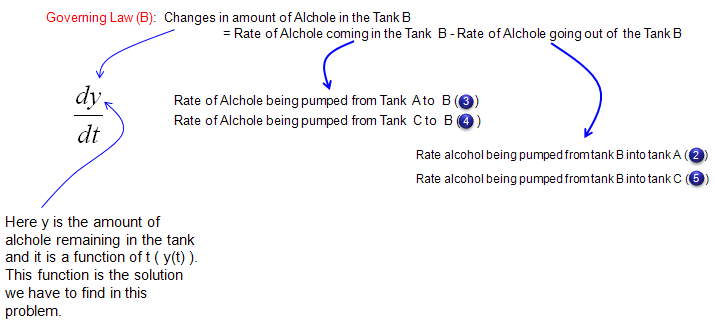 Governing Law (B): Changes in amount of Alchole in the Tank B
= Rate of Alchole coming in the Tank B - Rate of Alchole going out of the Tank B
dy
dt
Rate of Alchole being pumped from Tank A to B (3)
Rate of Alchole being pumped from Tank C to B (4)
Rate alcohol being pumped from tank B into tank A (2)
Rate alcohol being pumped from tank B into tank C (5)
Here y is the amount of
alchole remaining in the tank
and it is a function of t ( y(t) ).
This function is the solution
we have to find in this
problem.